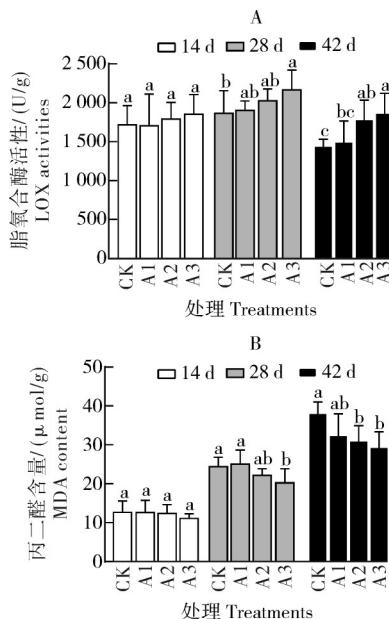 A
14 d 28 d 42 d
脂氧合酶活性/(U/g)
LOX activities
2 500
2 000
1 500
1 000
500
0
a a a a b ab ab a c bc ab a
CK A1 A2 A3 CK A1 A2 A3 CK A1 A2 A3
处理 Treatments
B
14 d 28 d 42 d
丙二醛含量/(μ mol/g)
MDA content
50
40
30
20
10
0
a a a a a a ab b a ab b b
CK A1 A2 A3 CK A1 A2 A3 CK A1 A2 A3
处理 Treatments